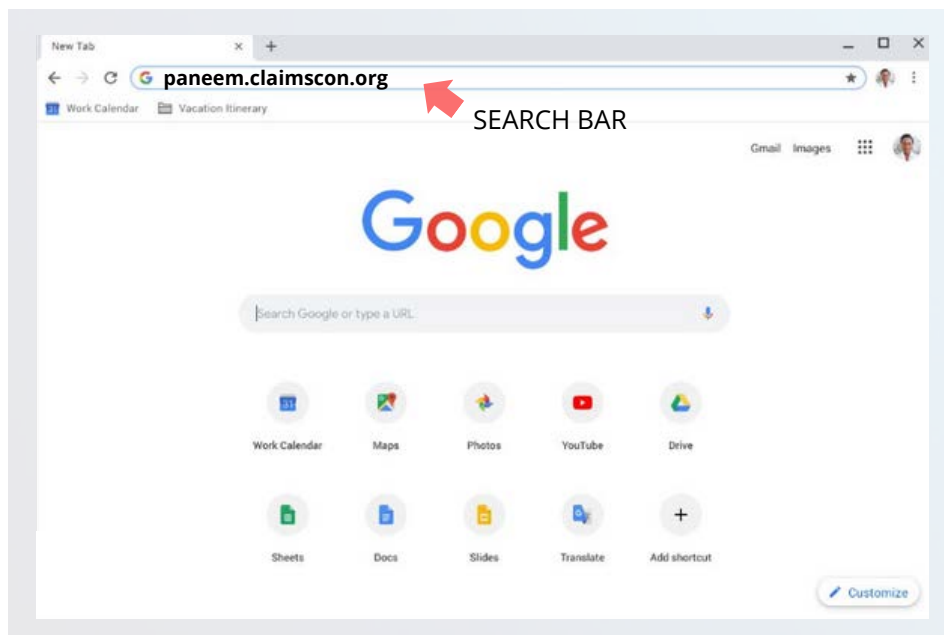 New Tab
paneem.claimscon.org
Work Calendar Vacation Itinerary
SEARCH BAR
Gmail Images
Google
Search Google or type a URL
31
Work Calendar Maps Photos YouTube Drive
Sheets Docs Slides Translate Add shortcut
Customize